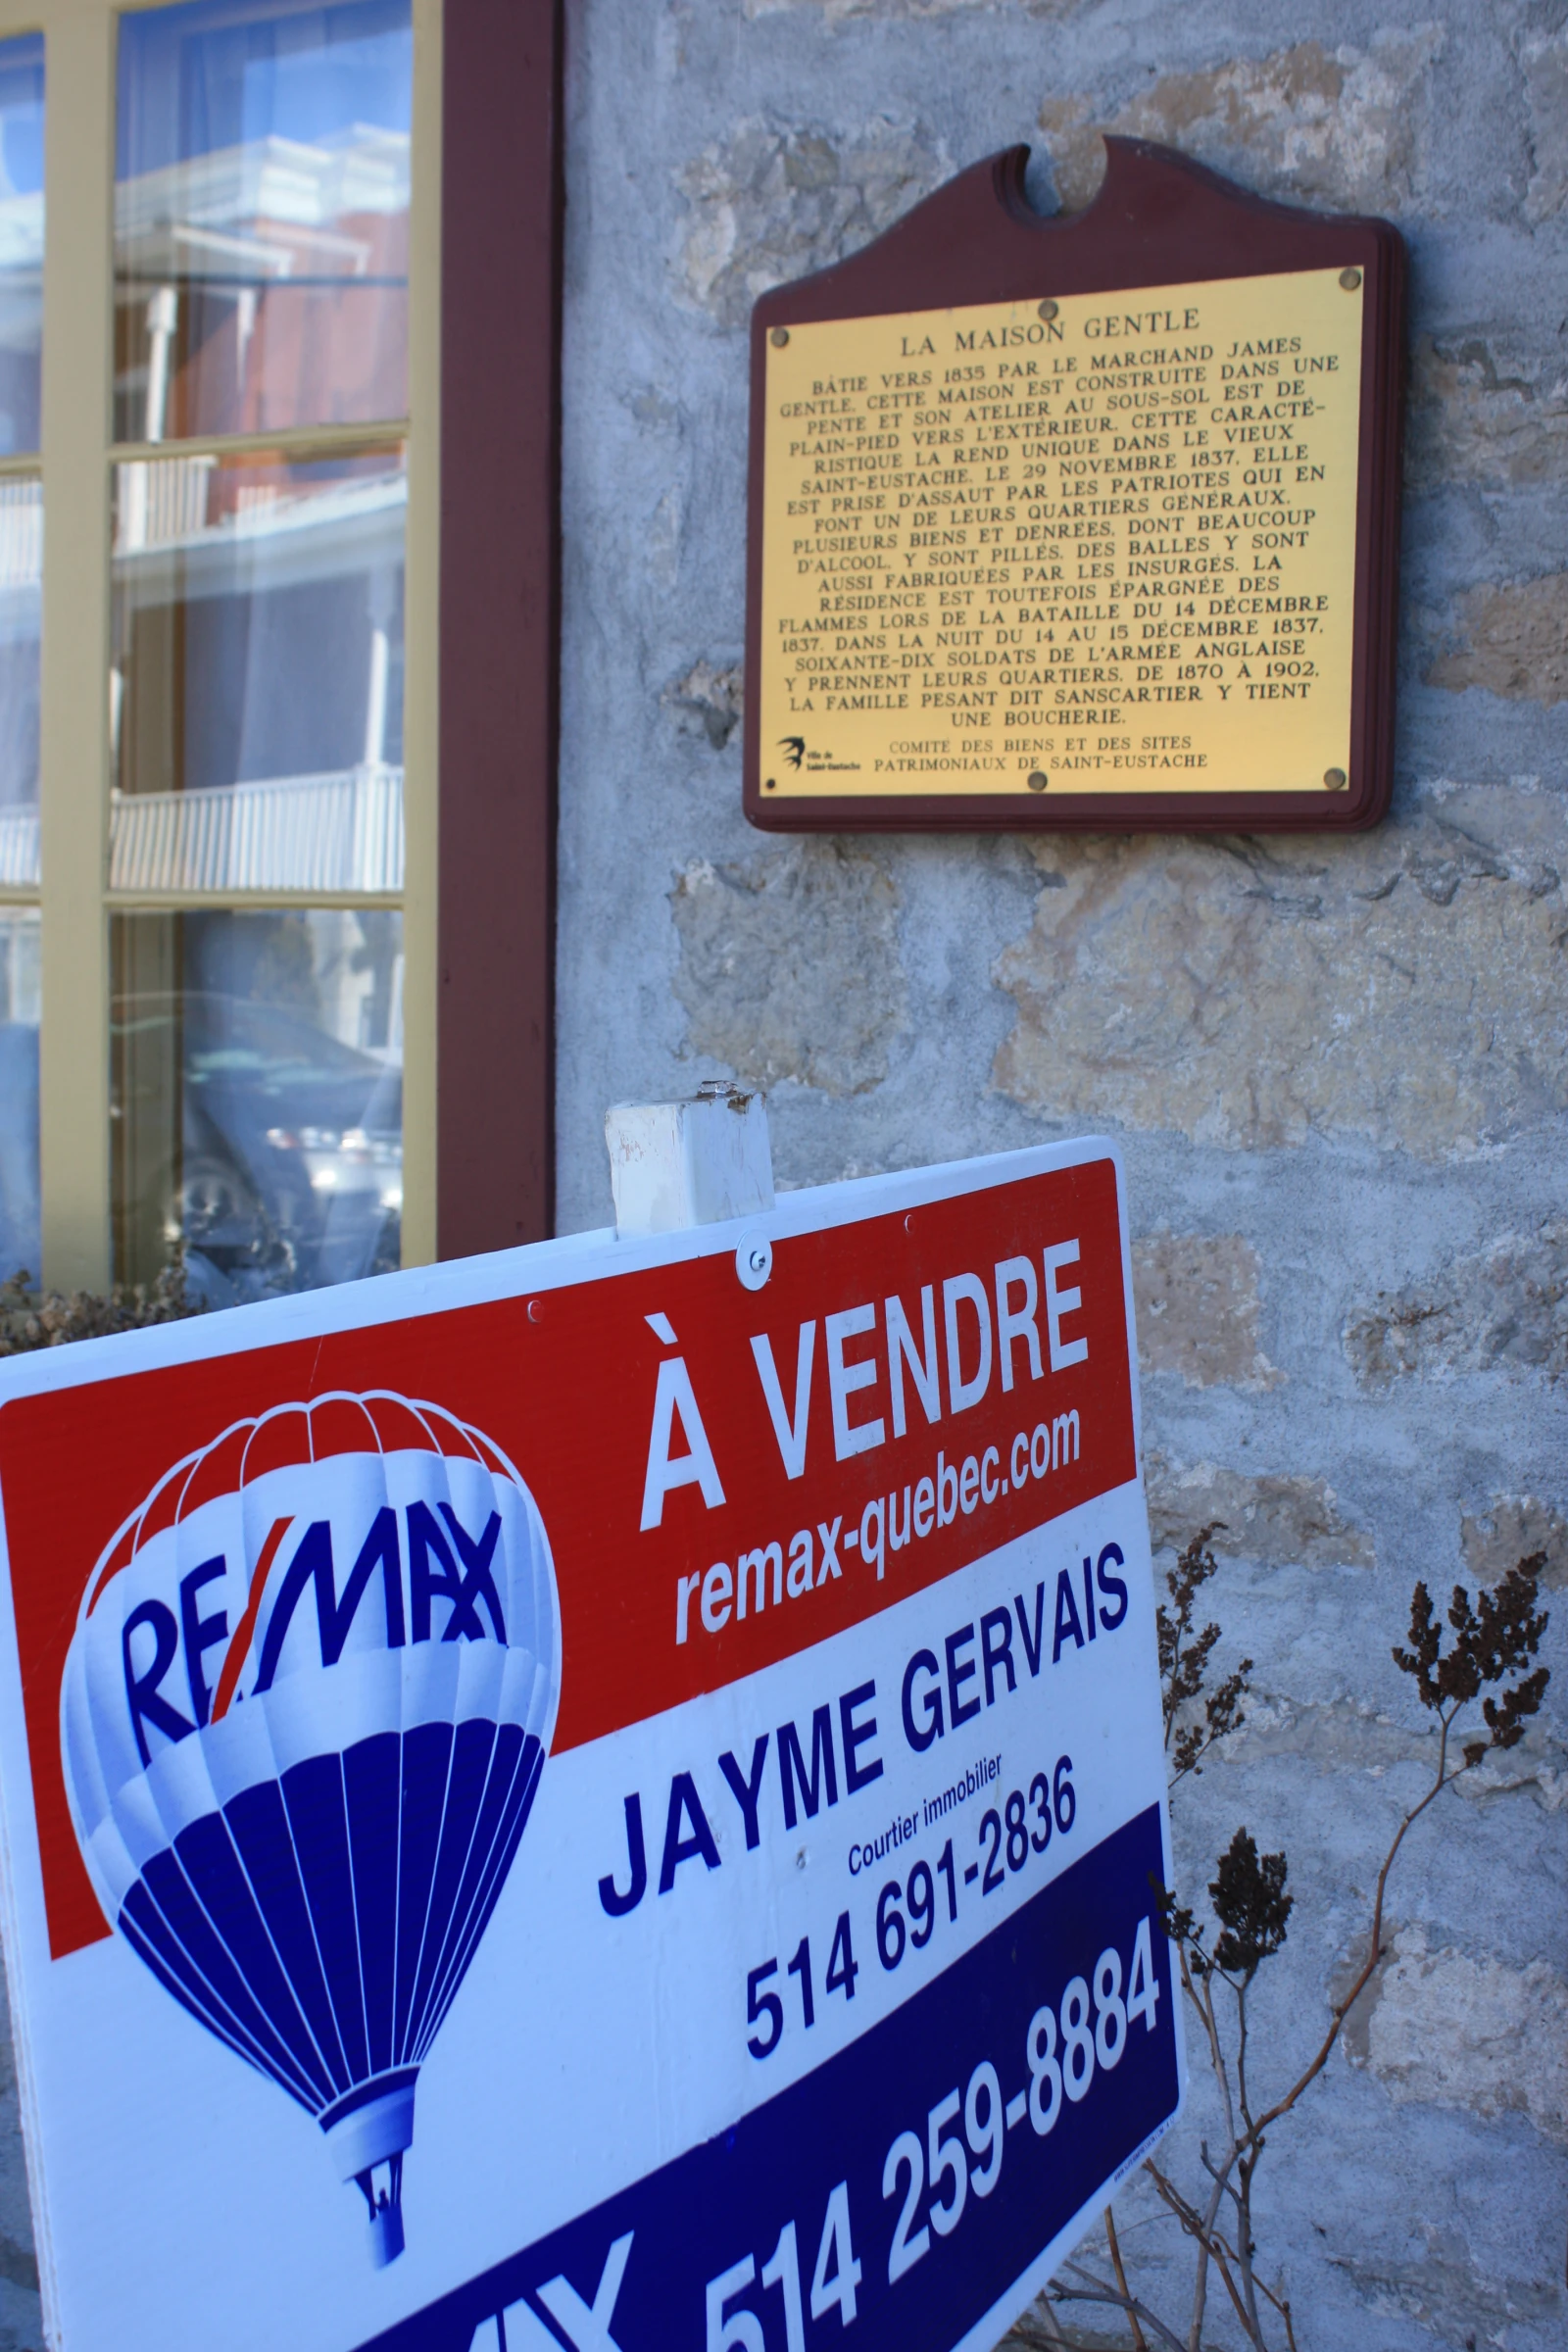 LA MAISON GENTLE
BÂTIE VERS 1835 PAR LE MARCHAND JAMES
GENTLE. CETTE MAISON EST CONSTRUITE DANS UNE
PENTE ET SON ATELIER AU SOUS-SOL EST DE
PLAIN-PIED VERS L'EXTÉRIEUR. CETTE CARACTÉ-
RISTIQUE LA REND UNIQUE DANS LE VIEUX
SAINT-EUSTACHE. LE 29 NOVEMBRE 1837, ELLE
EST PRISE D'ASSAUT PAR LES PATRIOTES QUI EN
FONT UN DE LEURS QUARTIERS GÉNÉRAUX.
PLUSIEURS BIENS ET DENRÉES, DONT BEAUCOUP
D'ALCOOL, Y SONT PILLÉS. DES BALLES Y SONT
AUSSI FABRIQUÉES PAR LES INSURGÉS. LA
RÉSIDENCE EST TOUTEFOIS ÉPARGNÉE DES
FLAMMES LORS DE LA BATAILLE DU 14 DÉCEMBRE
1837. DANS LA NUIT DU 14 AU 15 DÉCEMBRE 1837,
SOIXANTE-DIX SOLDATS DE L'ARMÉE ANGLAISE
Y PRENNENT LEURS QUARTIERS. DE 1870 À 1902,
LA FAMILLE PESANT DIT SANSCARTIER Y TIENT
UNE BOUCHERIE.
Ville de
Saint-Eustache
COMITÉ DES BIENS ET DES SITES
PATRIMONIAUX DE SAINT-EUSTACHE
À VENDRE
remax-quebec.com
RE/MAX
JAYME GERVAIS
Courtier immobilier
514 691-2836
514 259-8884